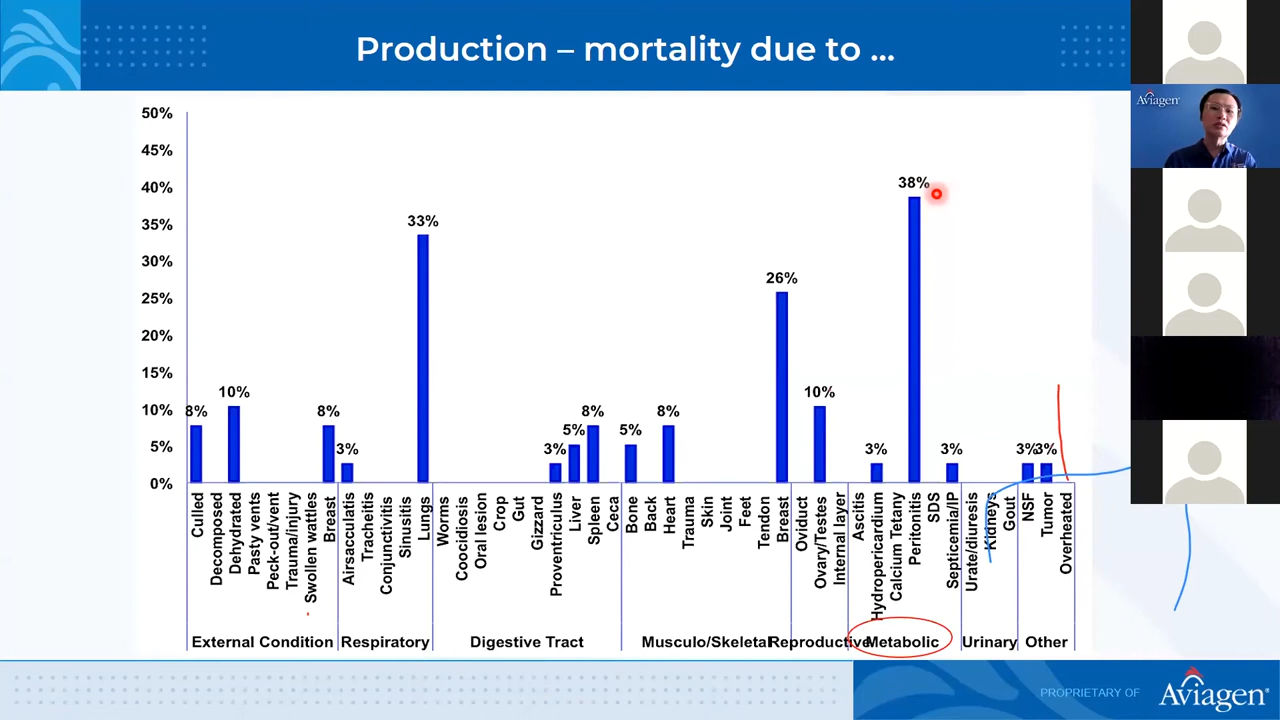 Production – mortality due to ...
Aviagen
50%
45%
40%
35%
30%
25%
20%
15%
10%
5%
0%
8%
10%
8%
3%
33%
3%
5%
8%
5%
8%
26%
10%
3%
38%
3%
3%
3%
Culled
Decomposed
Dehydrated
Pasty vents
Peck-out/vent
Trauma/injury
Swollen wattles
Breast
Airsacculatis
Tracheitis
Conjunctivitis
Sinusitis
Lungs
Worms
Coocidiosis
Oral lesion
Crop
Gut
Gizzard
Proventriculus
Liver
Spleen
Ceca
Bone
Back
Heart
Trauma
Skin
Joint
Feet
Tendon
Breast
Oviduct
Ovary/Testes
Internal layer
Ascitis
Hydropericardium
Calcium Tetany
Peritonitis
SDS
Septicemia/IP
Urate/diuresis
Kidneys
Gout
NSF
Tumor
Overheated
External Condition
Respiratory
Digestive Tract
Musculo/Skeletal
Reproductive
Metabolic
Urinary
Other
PROPRIETARY OF
Aviagen®